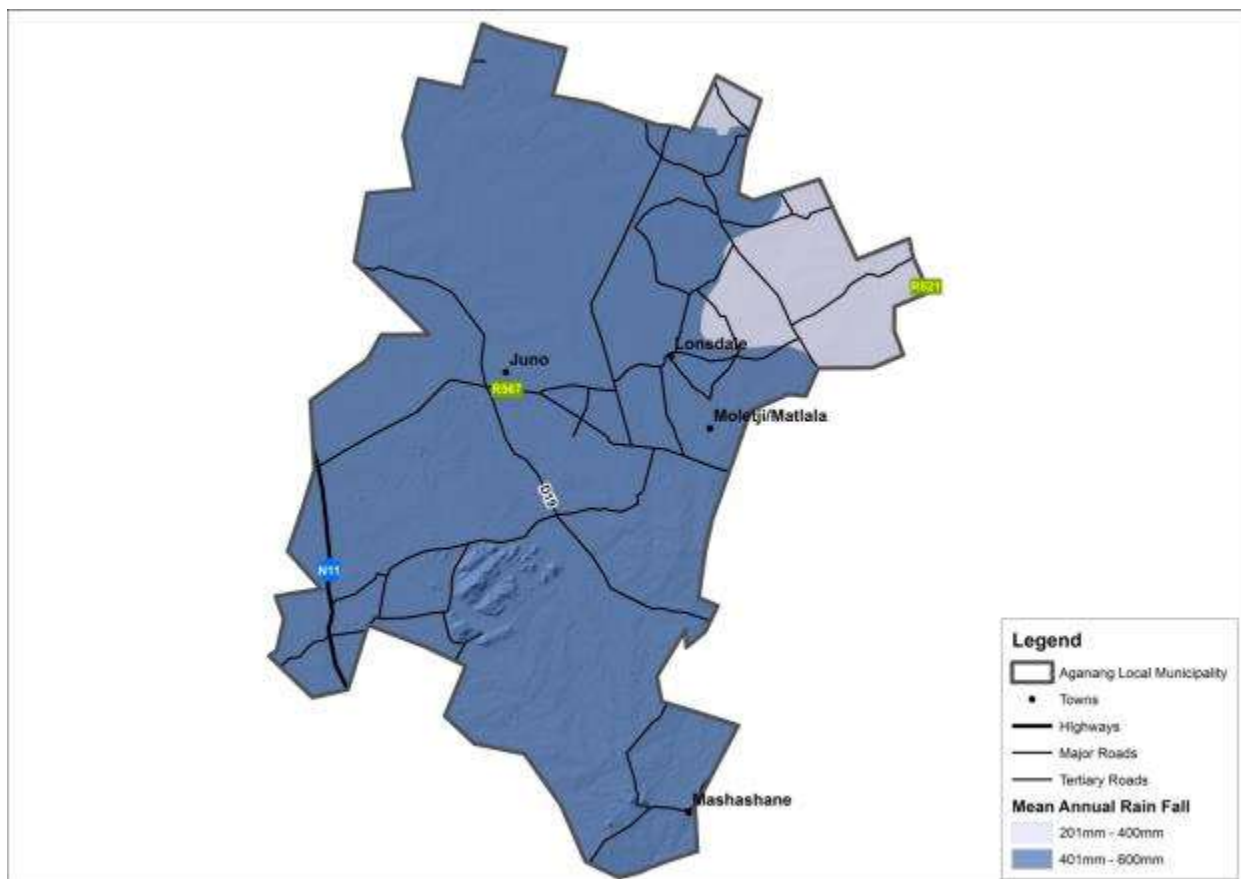 R521
Lonsdale
Juno
R567
Moletji/Matlala
D19
N11
Mashashane
Legend
Aganang Local Municipality
Towns
Highways
Major Roads
Tertiary Roads
Mean Annual Rain Fall
201mm - 400mm
401mm - 600mm